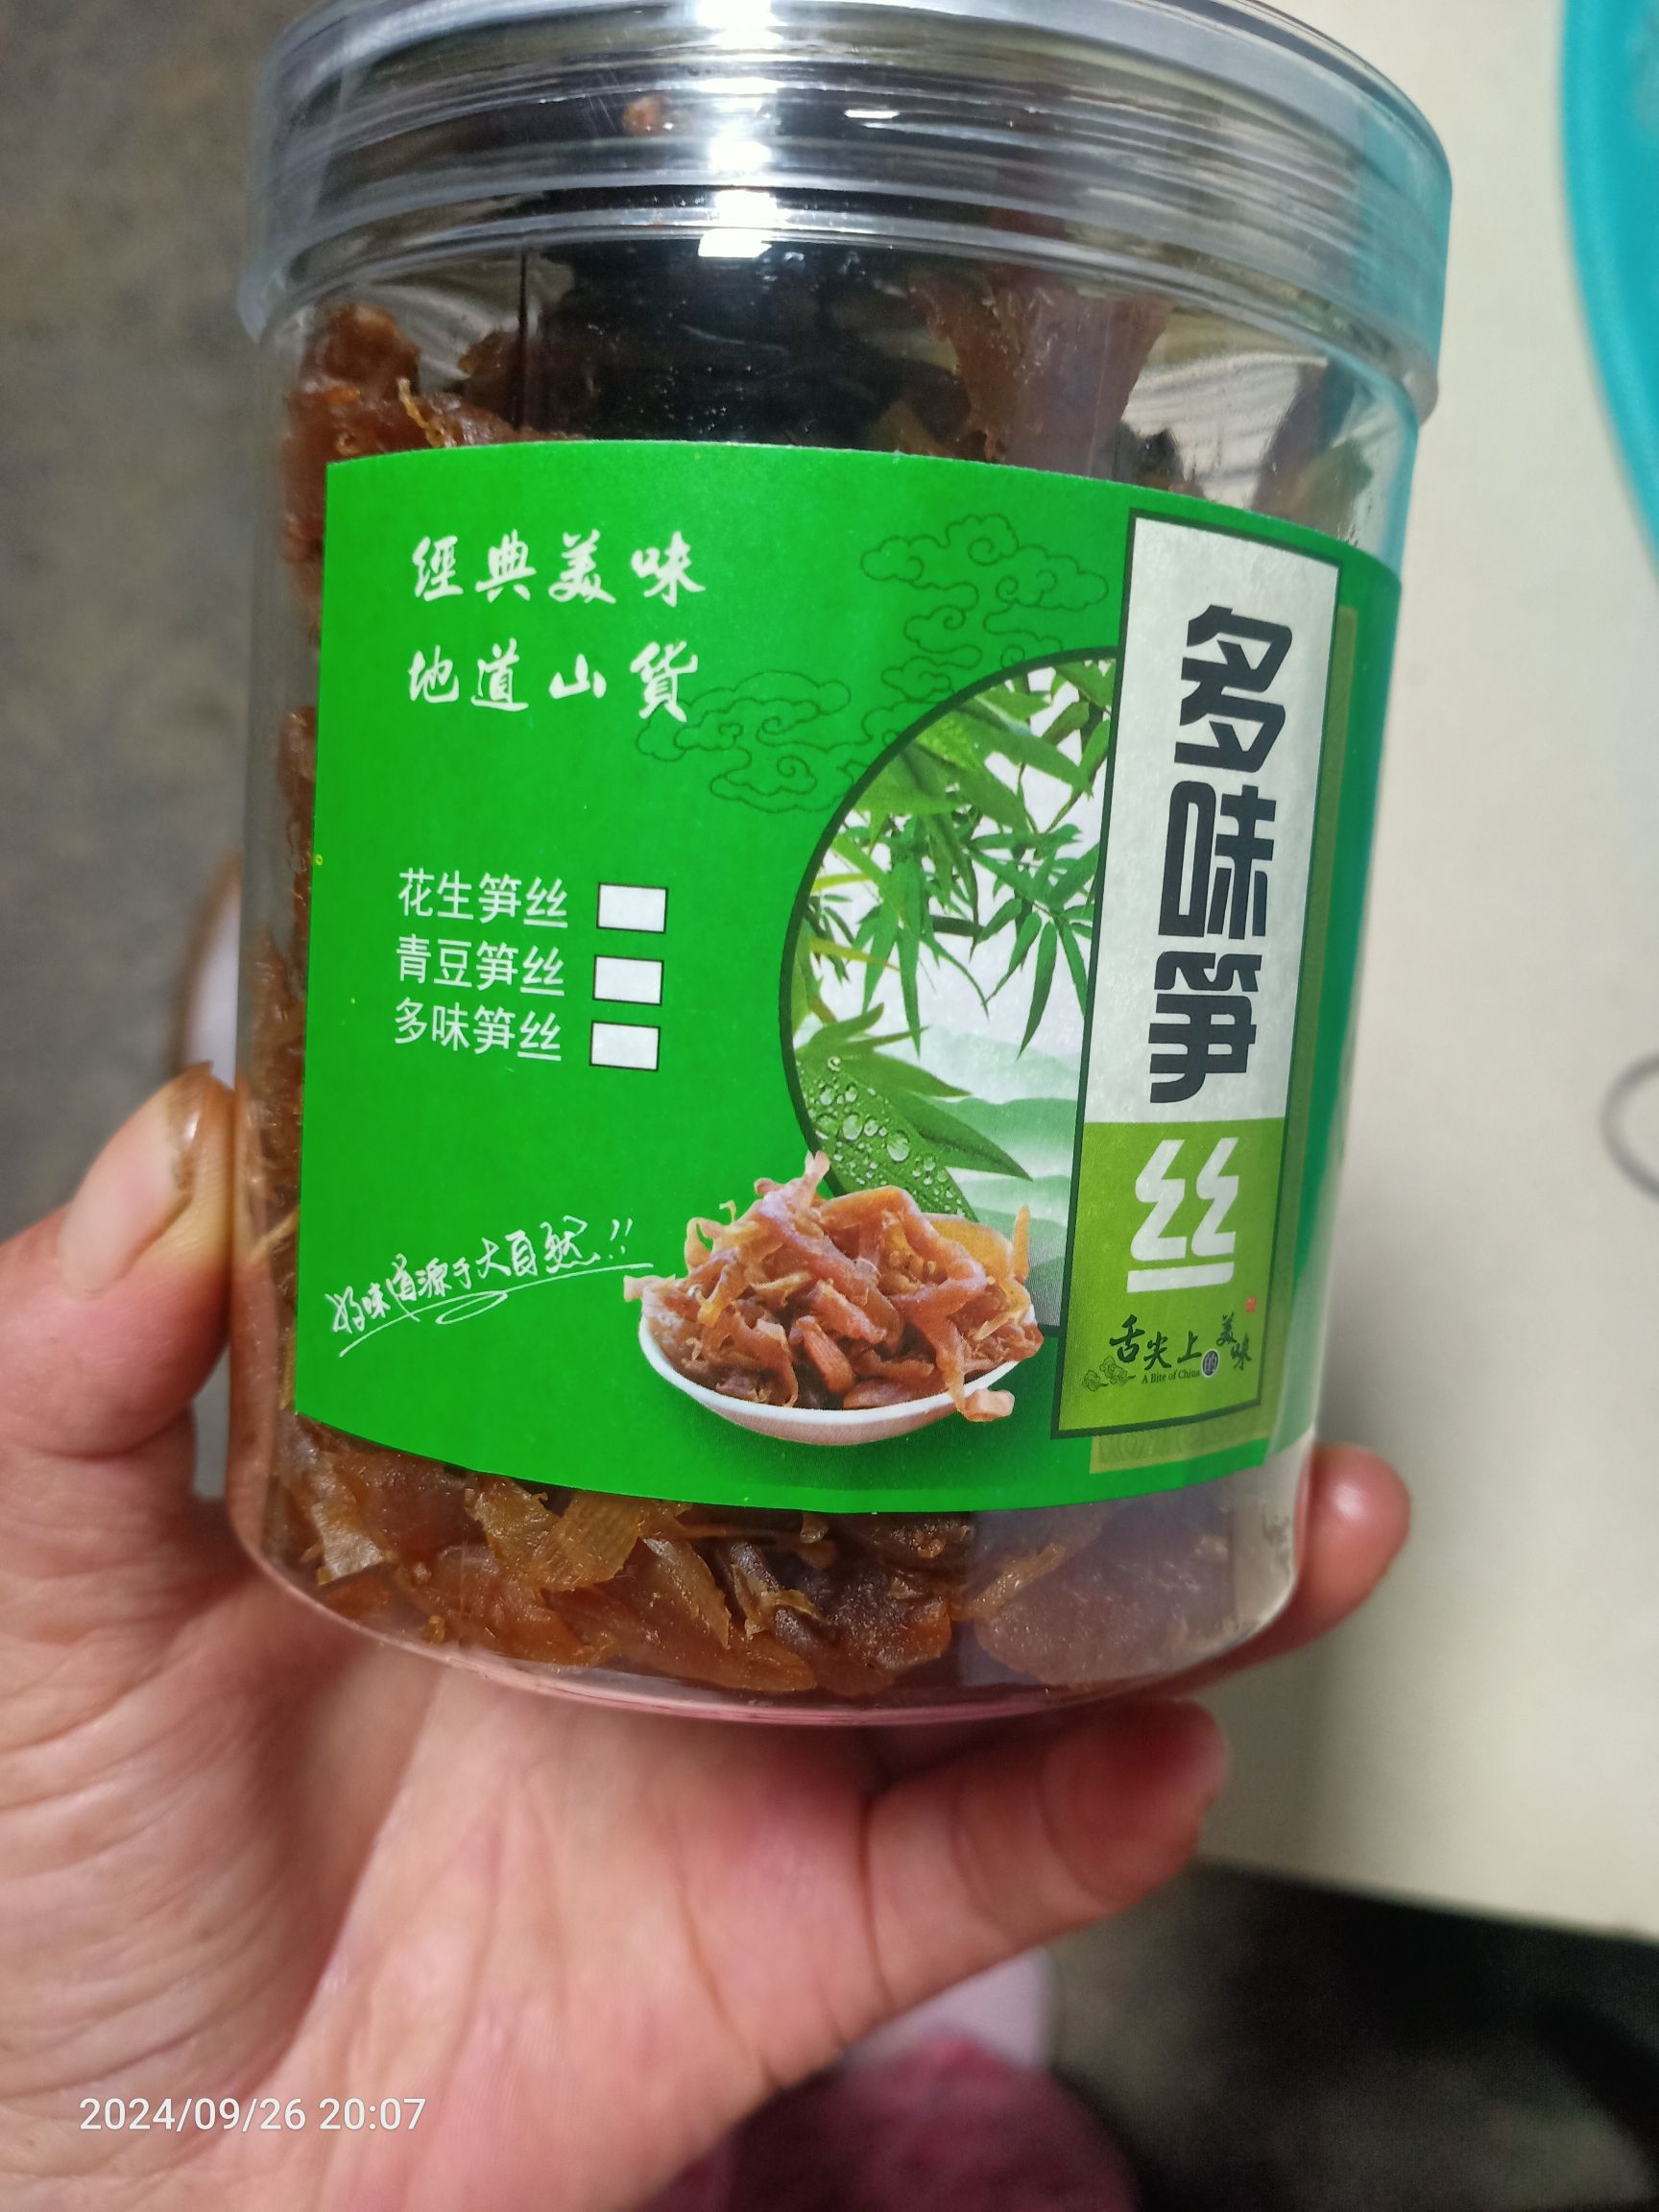 經典美味
地道山貨
花生笋丝
青豆笋丝
多味笋丝
好味道源于大自然!!
多味笋丝
舌尖上的美味
A Bite of China
2024/09/26 20:07